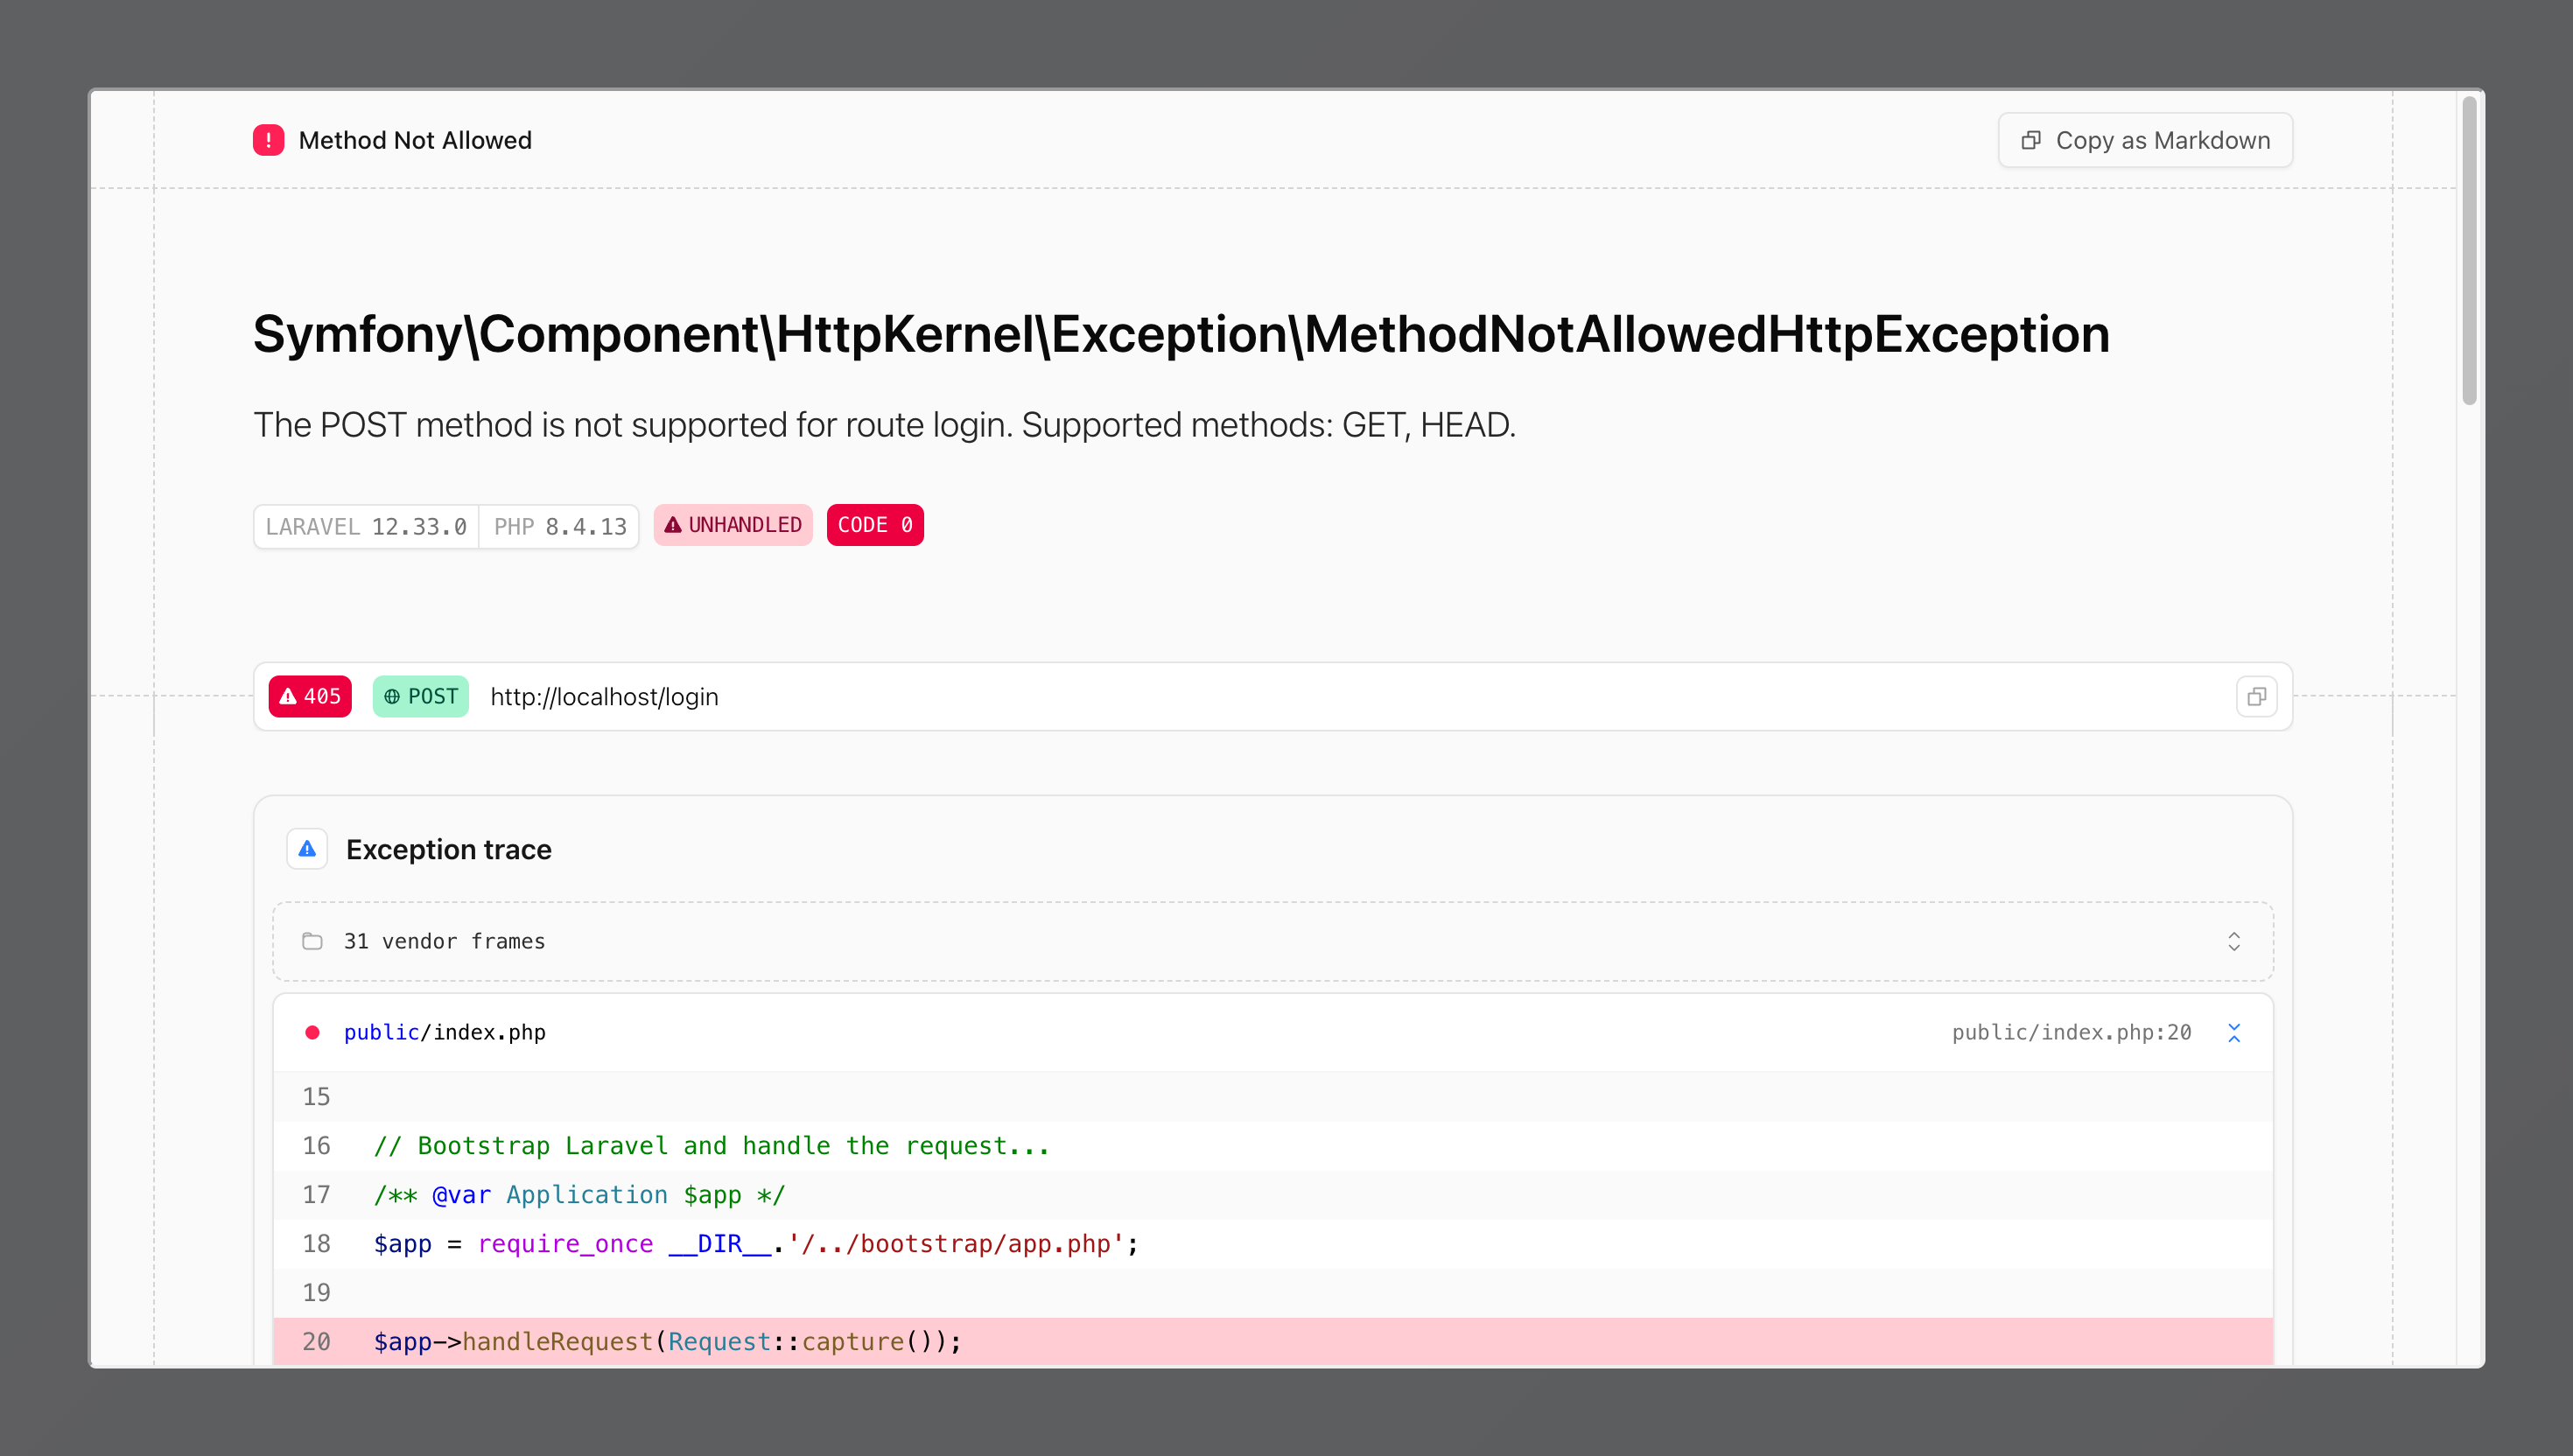 Method Not Allowed
Copy as Markdown
Symfony\Component\HttpKernel\Exception\MethodNotAllowedHttpException
The POST method is not supported for route login. Supported methods: GET, HEAD.
LARAVEL 12.33.0 PHP 8.4.13 UNHANDLED CODE 0
405 POST http://localhost/login
Exception trace
31 vendor frames
public/index.php public/index.php:20
15
16 // Bootstrap Laravel and handle the request...
17 /** @var Application $app */
18 $app = require_once __DIR__.'/../bootstrap/app.php';
19
20 $app->handleRequest(Request::capture());